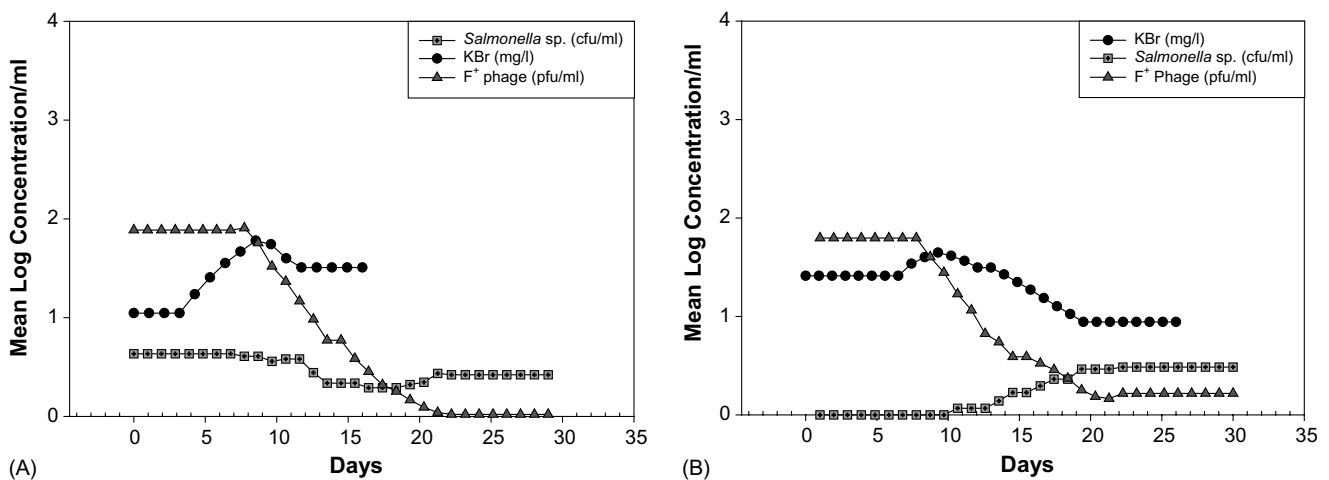 4
3
2
1
0
Mean Log Concentration/ml
Salmonella sp. (cfu/ml)
KBr (mg/l)
F⁺ phage (pfu/ml)
0 5 10 15 20 25 30 35
Days
(A)
4
3
2
1
0
Mean Log Concentration/ml
KBr (mg/l)
Salmonella sp. (cfu/ml)
F⁺ Phage (pfu/ml)
0 5 10 15 20 25 30 35
Days
(B)